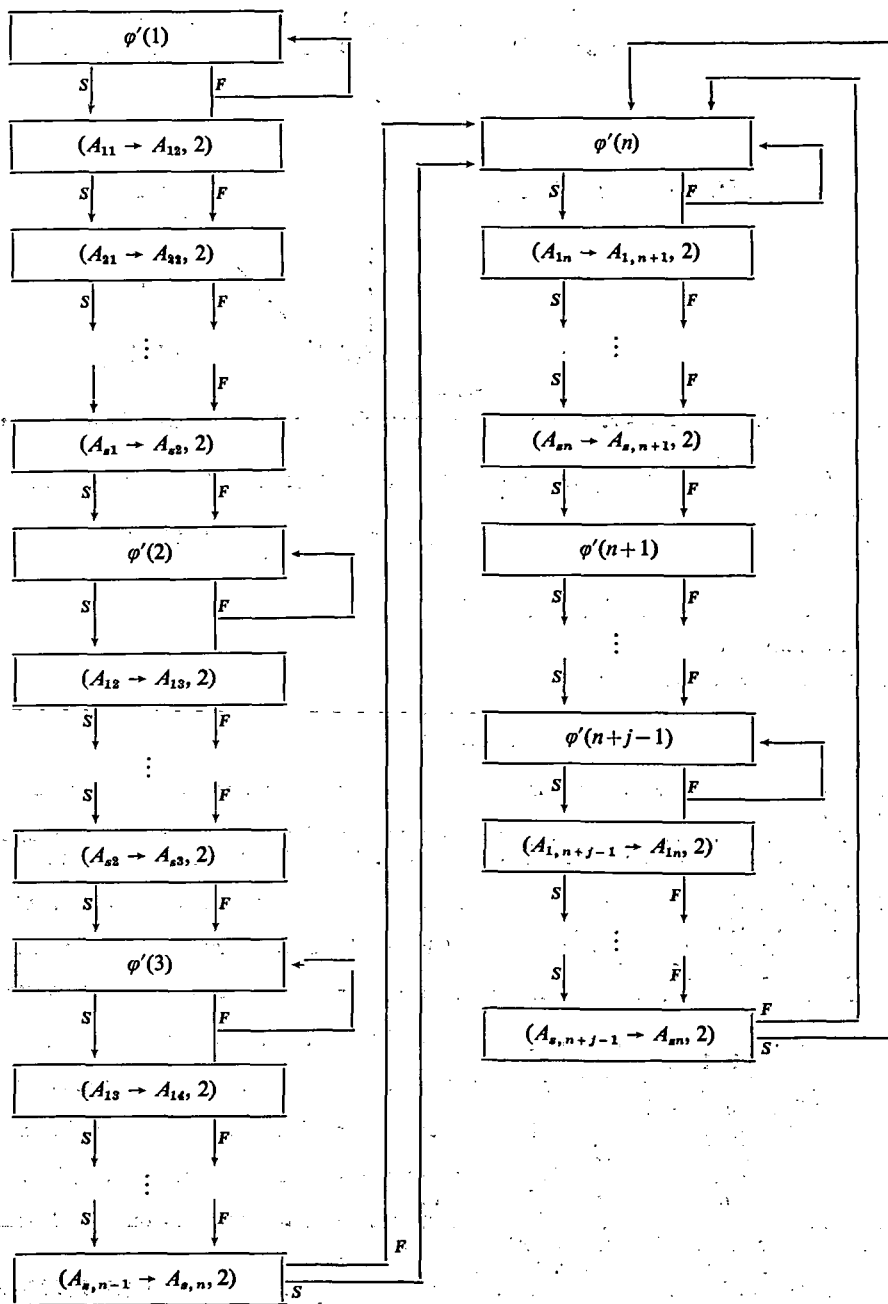 φ′(1)
S F
(A₁₁ → A₁₂, 2)
S F
(A₂₁ → A₂₂, 2)
S F
⋮
F
(Aₛ₁ → Aₛ₂, 2)
S F
φ′(2)
S F
(A₁₂ → A₁₃, 2)
S F
⋮
S F
(Aₛ₂ → Aₛ₃, 2)
S F
φ′(3)
S F
(A₁₃ → A₁₄, 2)
S F
⋮
S F
(Aₛ,ₙ₋₁ → Aₛ,ₙ, 2)
F
S
φ′(n)
S F
(A₁ₙ → A₁,ₙ₊₁, 2)
S F
⋮
S F
(Aₛₙ → Aₛ,ₙ₊₁, 2)
S F
φ′(n+1)
S F
⋮
S F
φ′(n+j−1)
S F
(A₁,ₙ₊ⱼ₋₁ → A₁ₙ, 2)
S F
⋮
S F
(Aₛ,ₙ₊ⱼ₋₁ → Aₛₙ, 2)
F
S